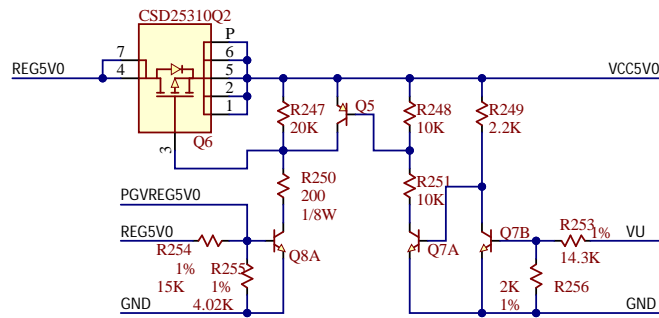 CSD25310Q2
P
7
6
REG5V0
4
5
VCC5V0
2
1
3
Q6
R247
20K
Q5
R248
10K
R249
2.2K
R250
200
1/8W
R251
10K
PGVREG5V0
REG5V0
R254
1%
15K
R255
1%
4.02K
Q8A
Q7A
Q7B
R253
1%
14.3K
VU
2K
1%
R256
GND
GND